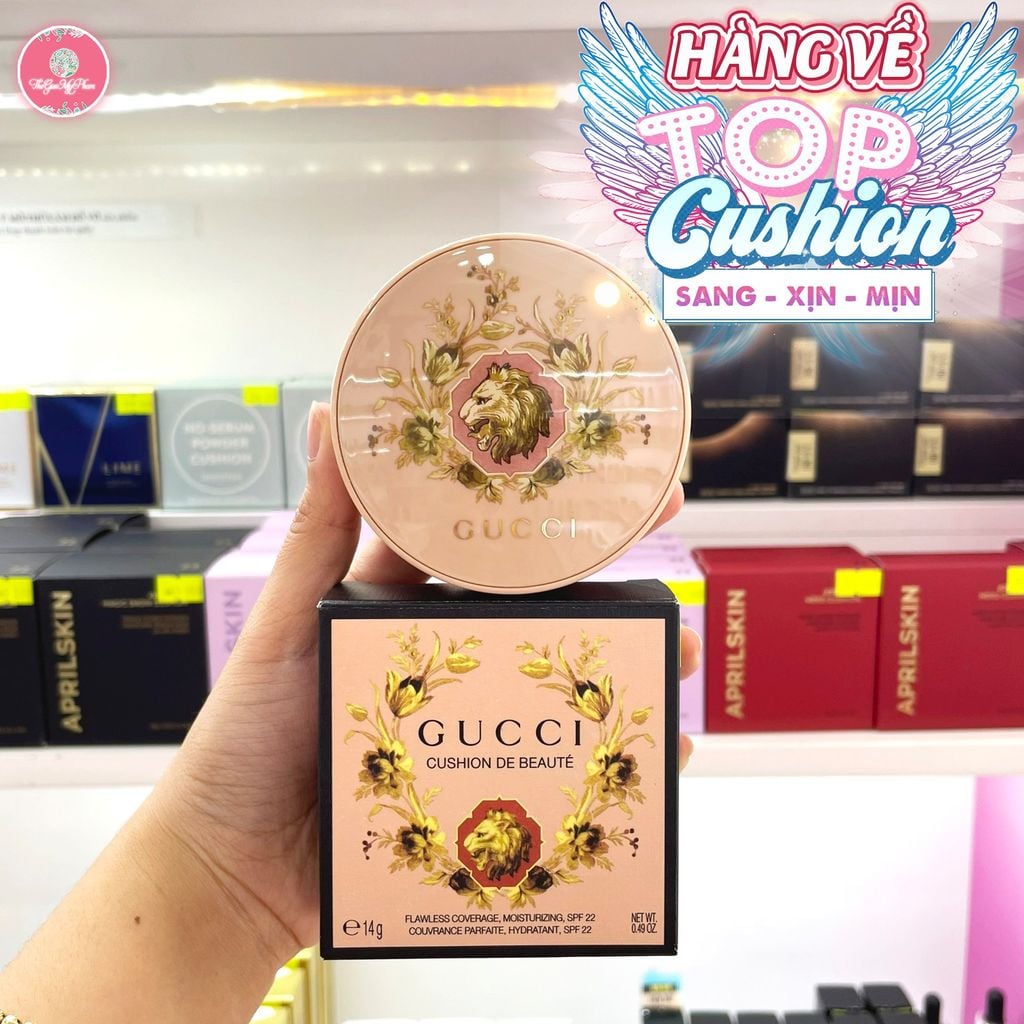 TheGioiMyPham
HÀNG VỀ
TOP
Cushion
SANG - XỊN - MỊN
LIME
NO-SEBUM
POWDER
CUSHION
GUCCI
APRILSKIN
SKIN
APRILSKIN
APRILSKIN
GUCCI
CUSHION DE BEAUTÉ
FLAWLESS COVERAGE, MOISTURIZING, SPF 22
COUVRANCE PARFAITE, HYDRATANT, SPF 22
e 14 g
NET WT.
0.49 OZ.